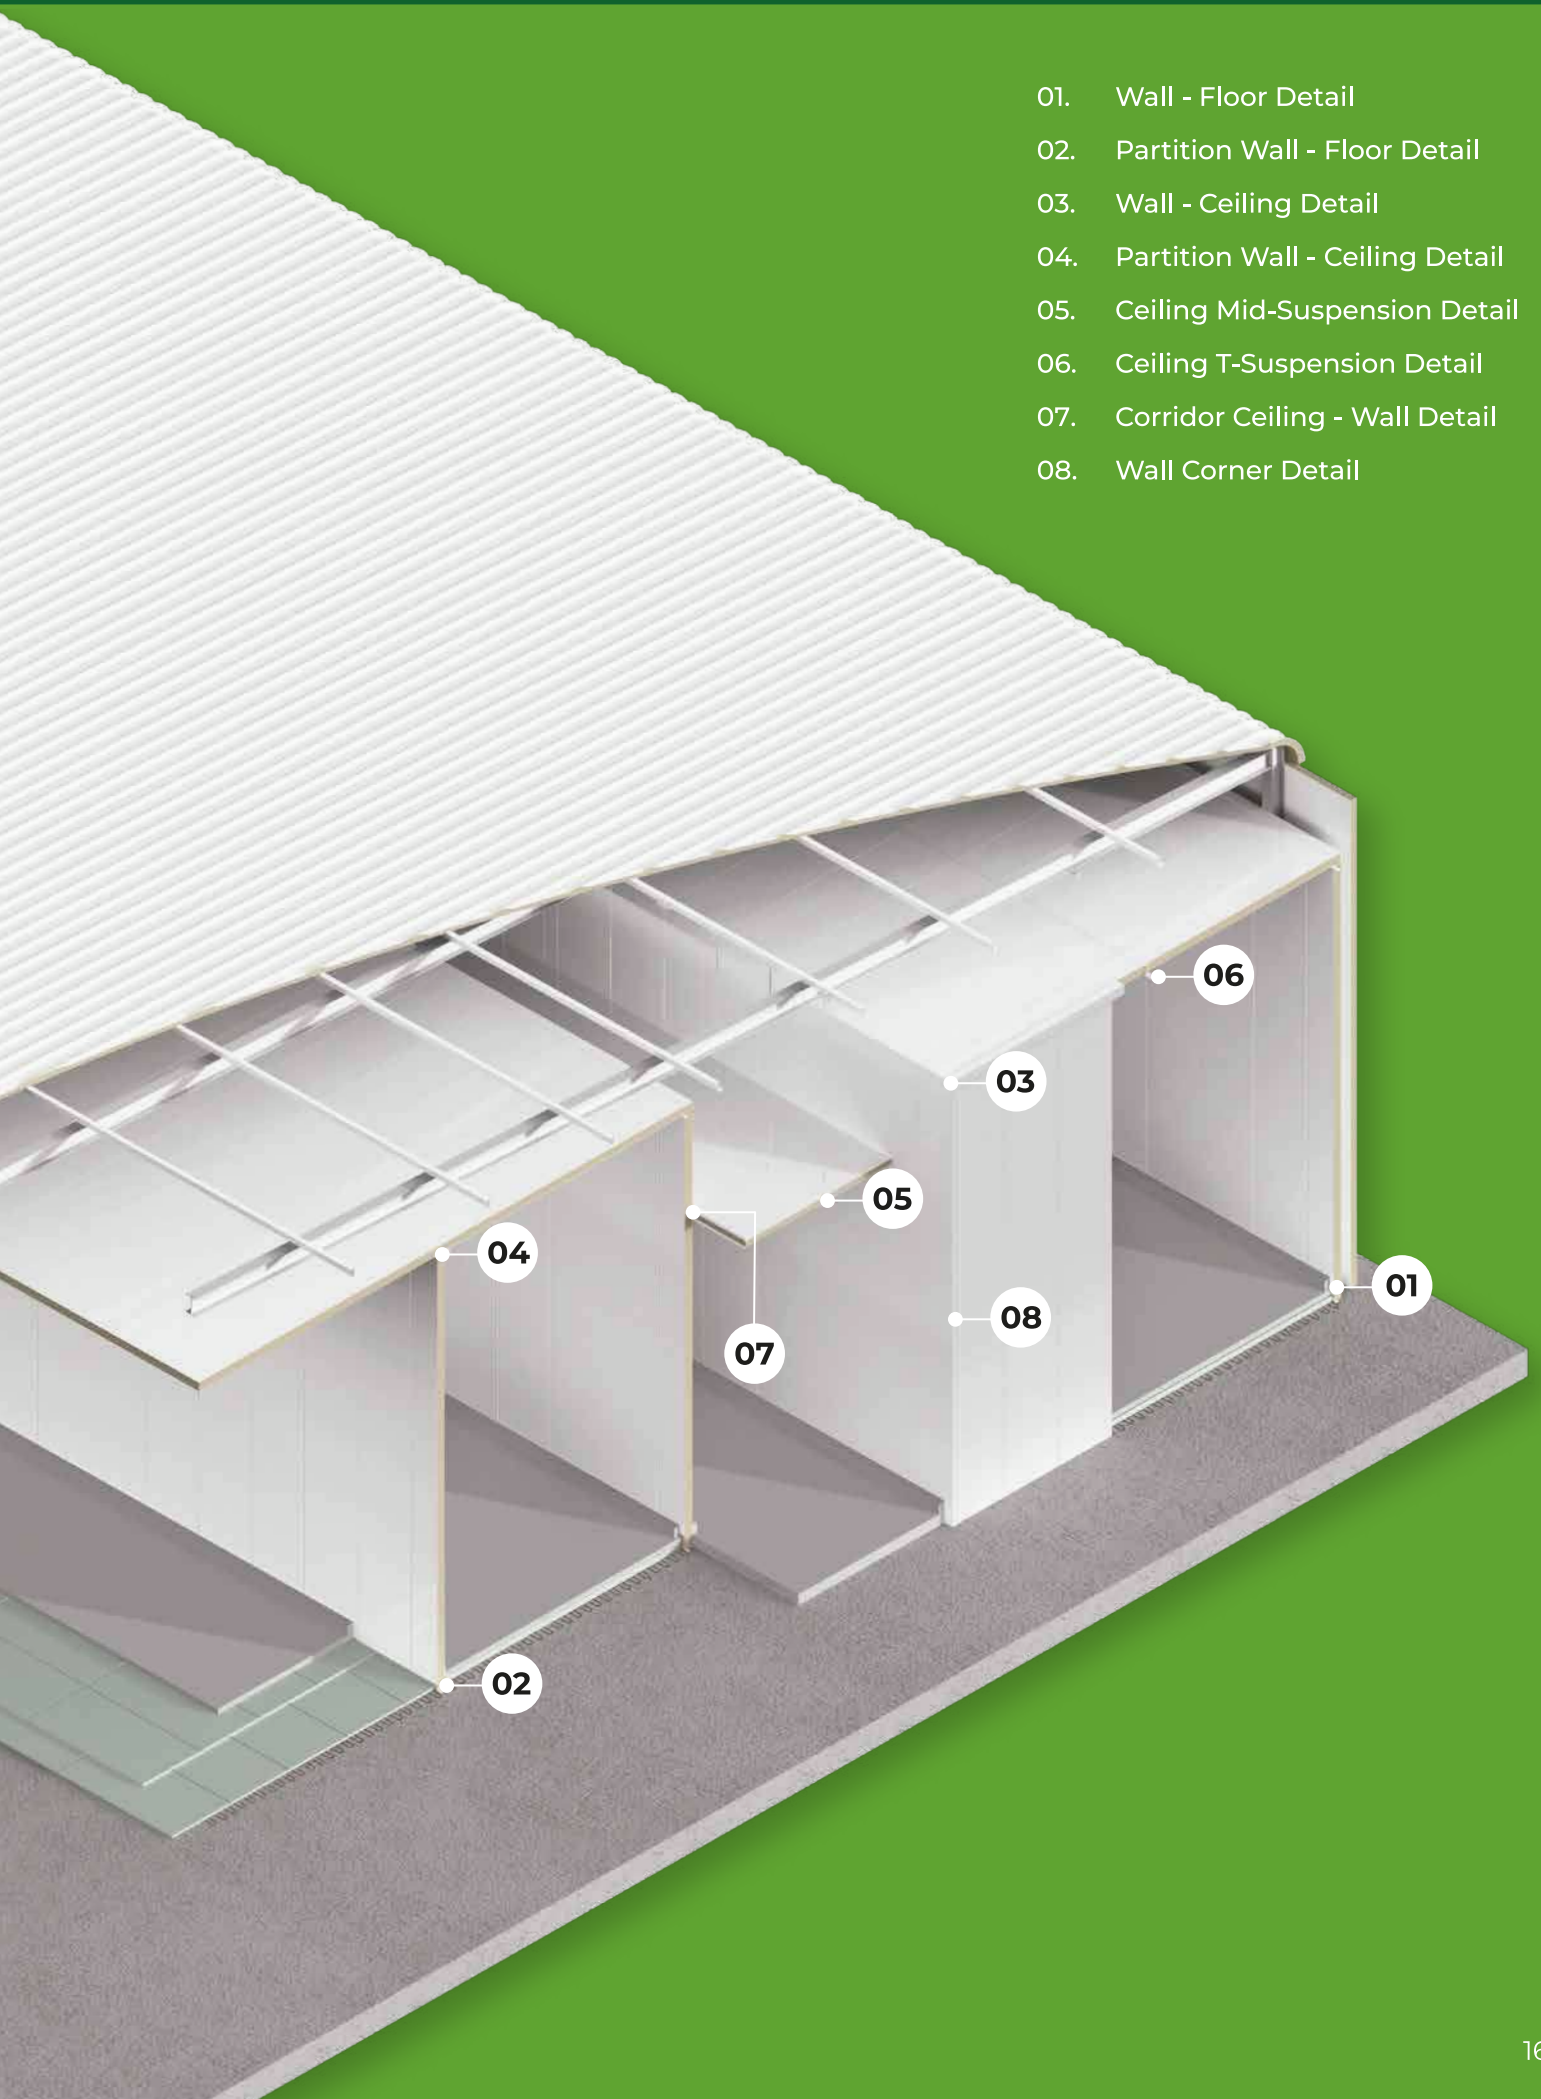 01. Wall - Floor Detail
02. Partition Wall - Floor Detail
03. Wall - Ceiling Detail
04. Partition Wall - Ceiling Detail
05. Ceiling Mid-Suspension Detail
06. Ceiling T-Suspension Detail
07. Corridor Ceiling - Wall Detail
08. Wall Corner Detail
06
03
05
04
01
08
07
02